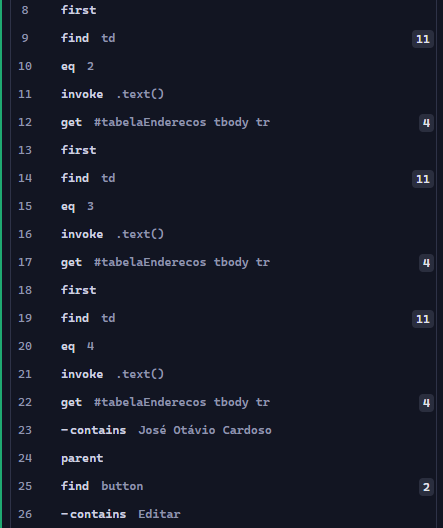 8 first
9 find td 11
10 eq 2
11 invoke .text()
12 get #tabelaEnderecos tbody tr 4
13 first
14 find td 11
15 eq 3
16 invoke .text()
17 get #tabelaEnderecos tbody tr 4
18 first
19 find td 11
20 eq 4
21 invoke .text()
22 get #tabelaEnderecos tbody tr 4
23 -contains José Otávio Cardoso
24 parent
25 find button 2
26 -contains Editar